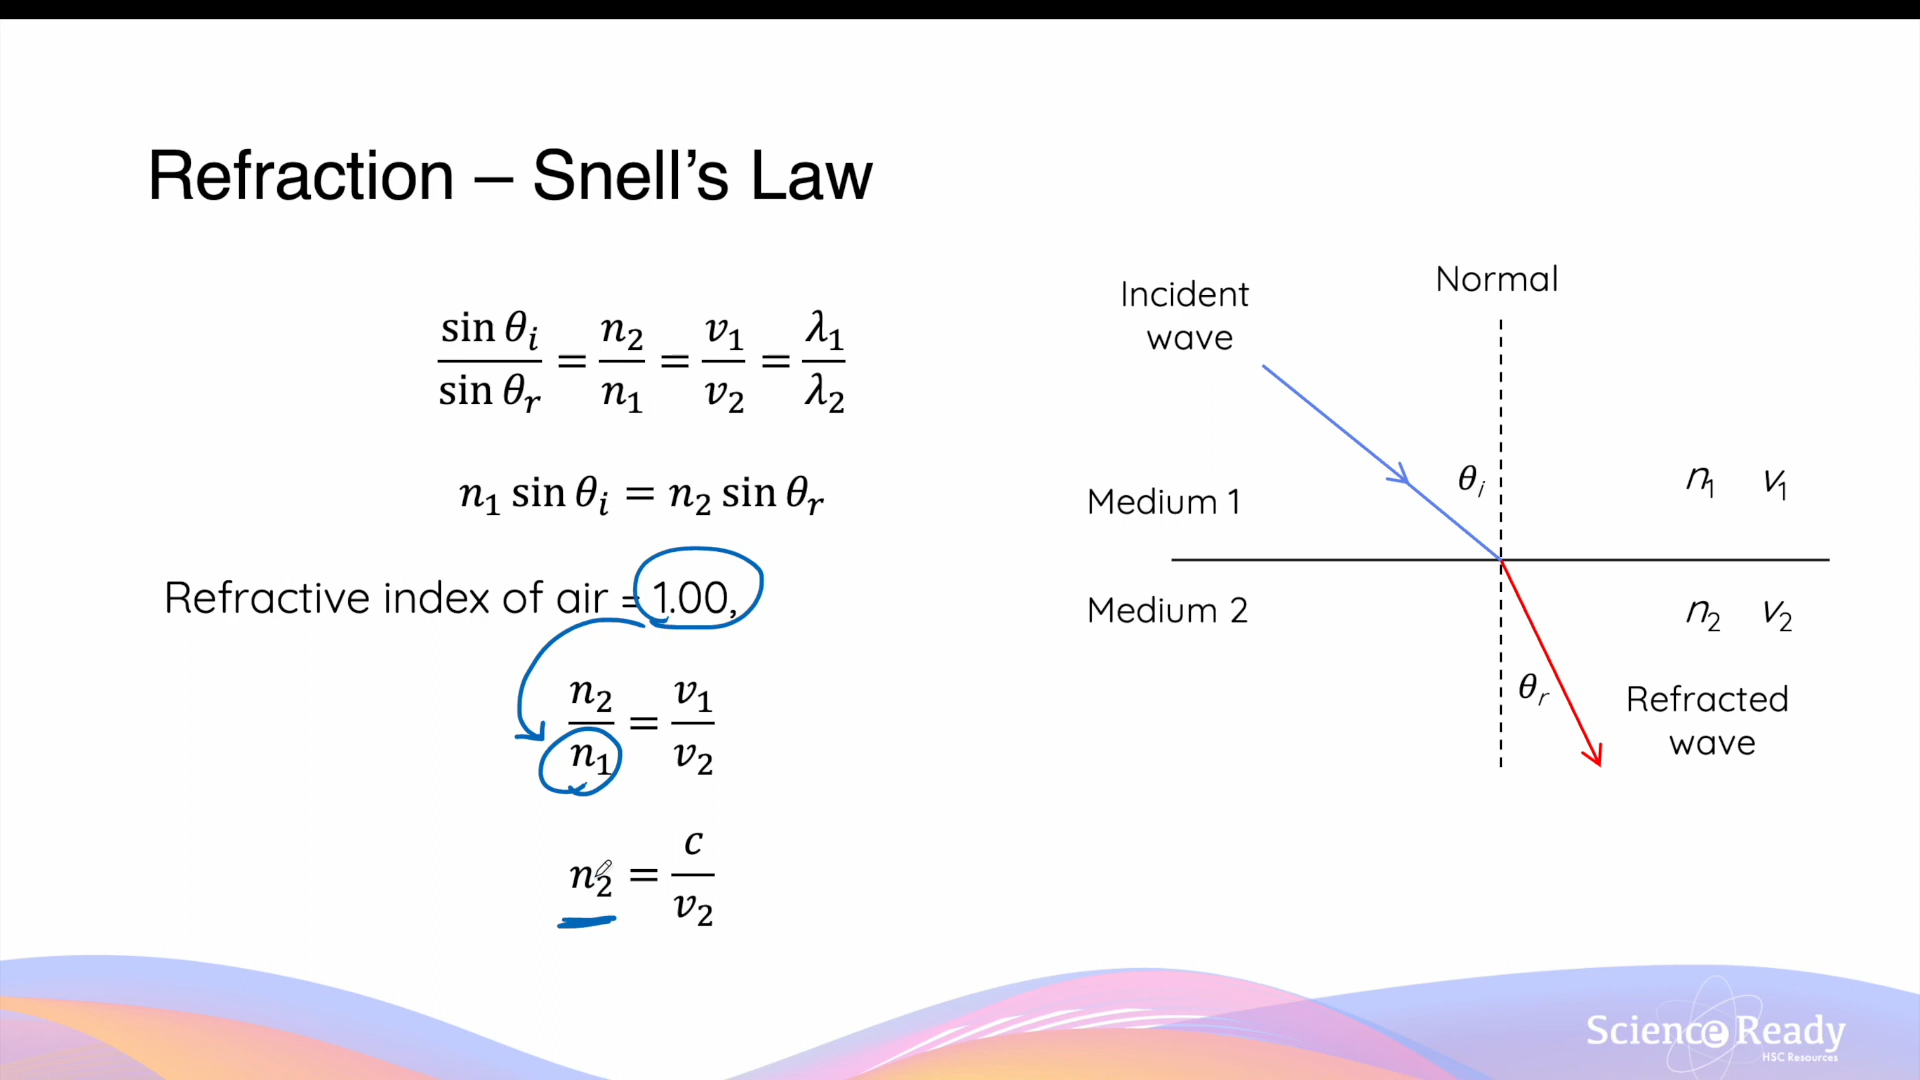 Refraction – Snell's Law
sin θᵢ / sin θᵣ = n₂ / n₁ = v₁ / v₂ = λ₁ / λ₂
n₁ sin θᵢ = n₂ sin θᵣ
Refractive index of air = 1.00,
n₂ / n₁ = v₁ / v₂
n₂ = c / v₂
Incident
wave
Normal
θᵢ
n₁ v₁
Medium 1
Medium 2
n₂ v₂
θᵣ
Refracted
wave
Science Ready
HSC Resources